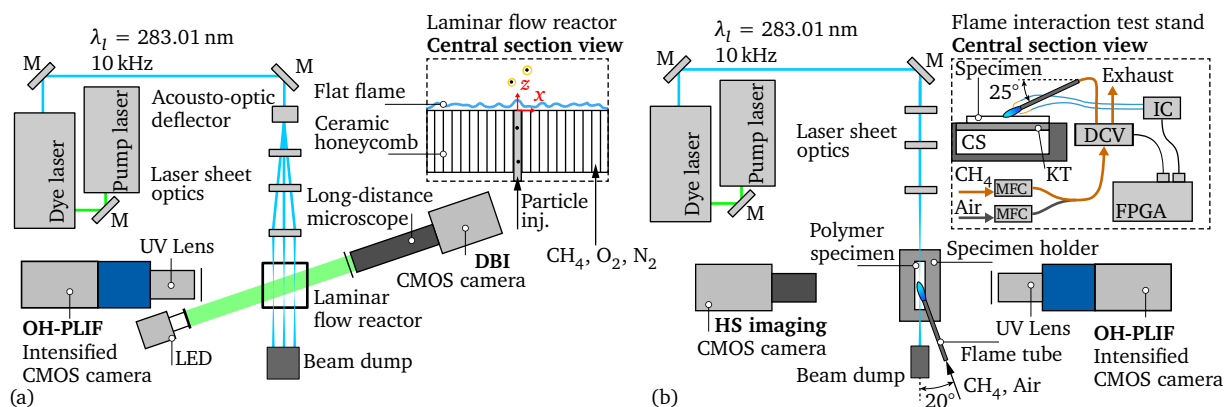 λₗ = 283.01 nm
10 kHz
M
M
Acousto-optic
deflector
Dye laser
Pump laser
M
Laser sheet
optics
Long-distance
microscope
UV Lens
OH-PLIF
Intensified
CMOS camera
LED
DBI
CMOS camera
Laminar
flow reactor
Beam dump
(a)
Laminar flow reactor
Central section view
z
x
Flat flame
Ceramic
honeycomb
Particle
inj.
CH₄, O₂, N₂
λₗ = 283.01 nm
10 kHz
M
M
Dye laser
Pump laser
M
Laser sheet
optics
Polymer
specimen
Specimen holder
HS imaging
CMOS camera
UV Lens
OH-PLIF
Intensified
CMOS camera
Flame tube
Beam dump
CH₄, Air
20°
(b)
Flame interaction test stand
Central section view
Specimen
Exhaust
25°
IC
CS
DCV
KT
CH₄
MFC
Air
MFC
FPGA